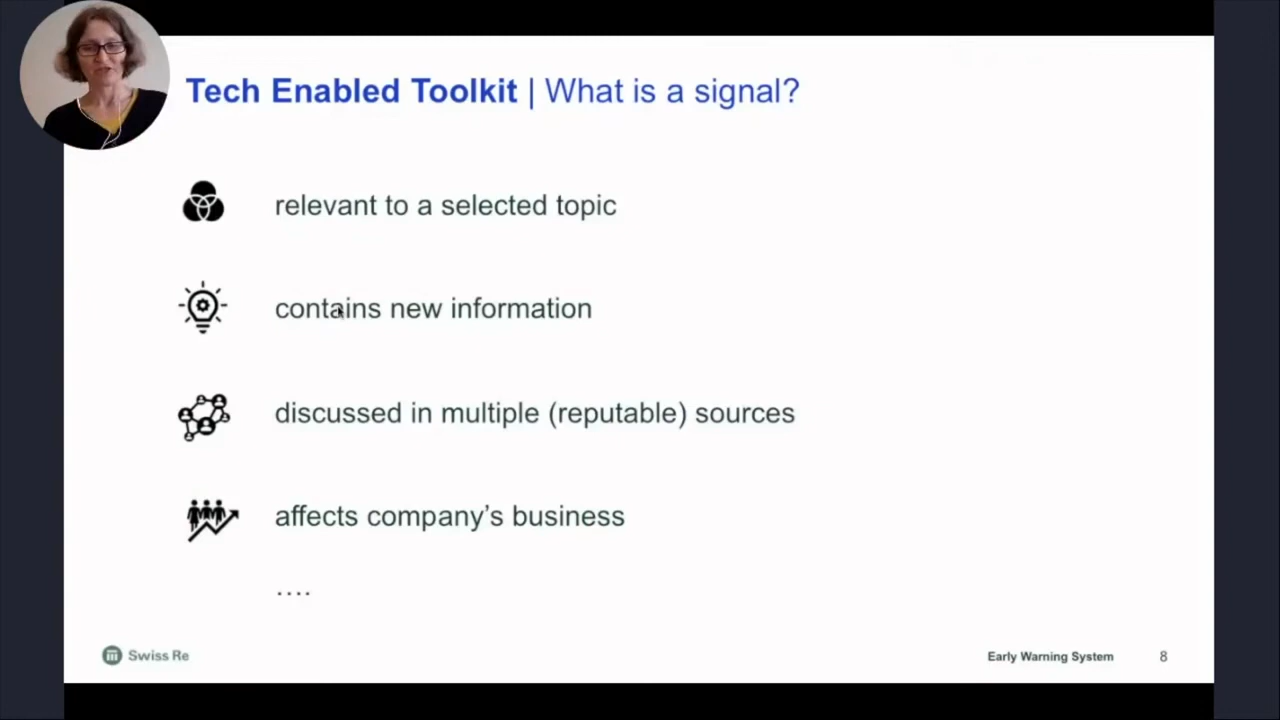 Tech Enabled Toolkit | What is a signal?
relevant to a selected topic
contains new information
discussed in multiple (reputable) sources
affects company’s business
....
Swiss Re
Early Warning System 8